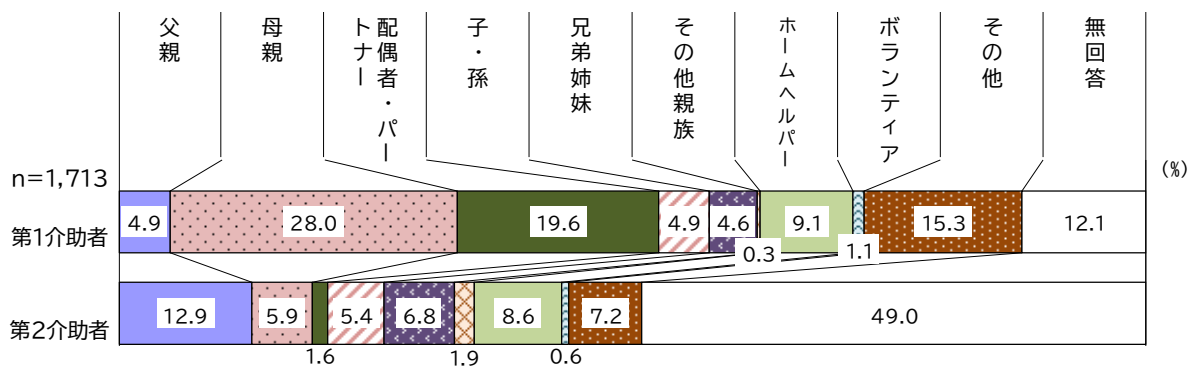 父親
母親
配偶者・パートナー
子・孫
兄弟姉妹
その他親族
ホームヘルパー
ボランティア
その他
無回答
n=1,713
(%)
第1介助者
4.9
28.0
19.6
4.9
4.6
0.3
9.1
1.1
15.3
12.1
第2介助者
12.9
5.9
1.6
5.4
6.8
1.9
8.6
0.6
7.2
49.0